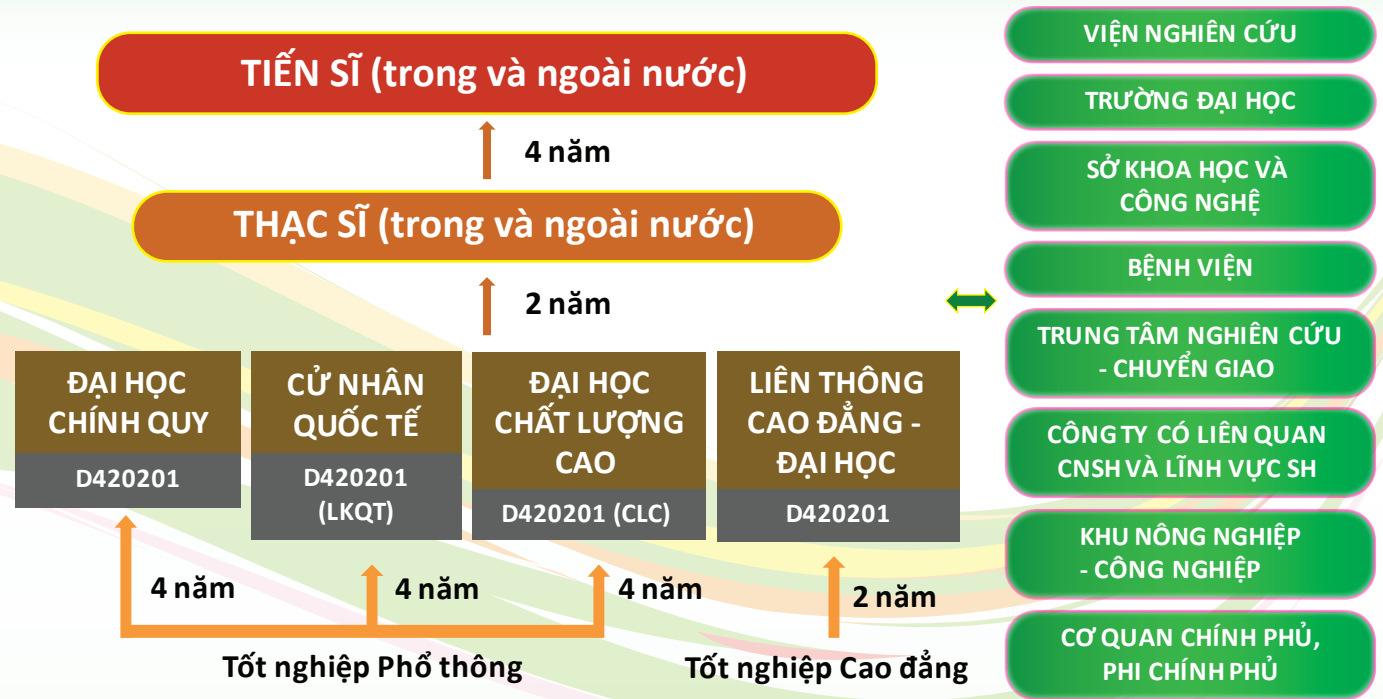 TIẾN SĨ (trong và ngoài nước)
4 năm
THẠC SĨ (trong và ngoài nước)
2 năm
ĐẠI HỌC
CHÍNH QUY
D420201
CỬ NHÂN
QUỐC TẾ
D420201
(LKQT)
ĐẠI HỌC
CHẤT LƯỢNG
CAO
D420201 (CLC)
LIÊN THÔNG
CAO ĐẲNG -
ĐẠI HỌC
D420201
4 năm
4 năm
4 năm
2 năm
Tốt nghiệp Phổ thông
Tốt nghiệp Cao đẳng
VIỆN NGHIÊN CỨU
TRƯỜNG ĐẠI HỌC
SỞ KHOA HỌC VÀ
CÔNG NGHỆ
BỆNH VIỆN
TRUNG TÂM NGHIÊN CỨU
- CHUYỂN GIAO
CÔNG TY CÓ LIÊN QUAN
CNSH VÀ LĨNH VỰC SH
KHU NÔNG NGHIỆP
- CÔNG NGHIỆP
CƠ QUAN CHÍNH PHỦ,
PHI CHÍNH PHỦ